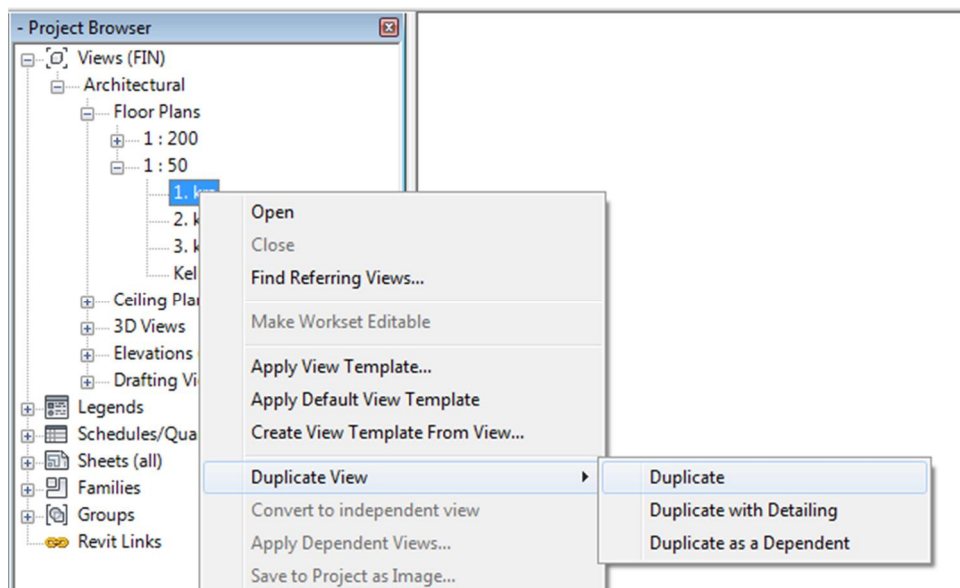 - Project Browser
Views (FIN)
Architectural
Floor Plans
1 : 200
1 : 50
1.
2.
3.
Ceiling
3D Views
Elevations
Drafting
Legends
Schedules/
Sheets (all)
Families
Groups
Revit Links
Open
Close
Find Referring Views...
Make Workset Editable
Apply View Template...
Apply Default View Template
Create View Template From View...
Duplicate View
Convert to independent view
Apply Dependent Views...
Save to Project as Image...
Duplicate
Duplicate with Detailing
Duplicate as a Dependent